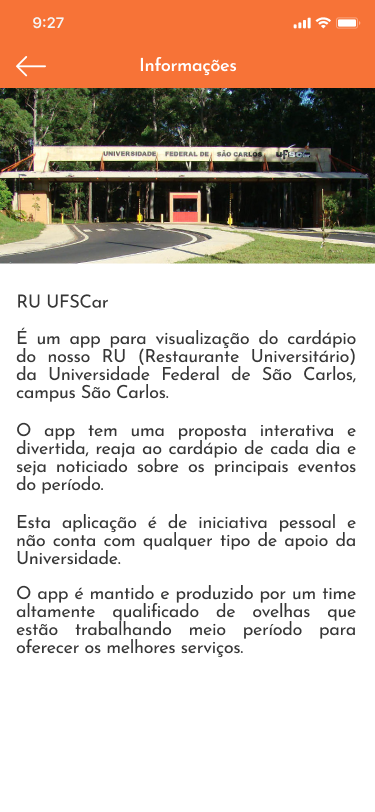 9:27
Informações
UNIVERSIDADE FEDERAL DE SÃO CARLOS ufscar
RU UFSCar
É um app para visualização do cardápio
do nosso RU (Restaurante Universitário)
da Universidade Federal de São Carlos,
campus São Carlos.
O app tem uma proposta interativa e
divertida, reaja ao cardápio de cada dia e
seja noticiado sobre os principais eventos
do período.
Esta aplicação é de iniciativa pessoal e
não conta com qualquer tipo de apoio da
Universidade.
O app é mantido e produzido por um time
altamente qualificado de ovelhas que
estão trabalhando meio período para
oferecer os melhores serviços.